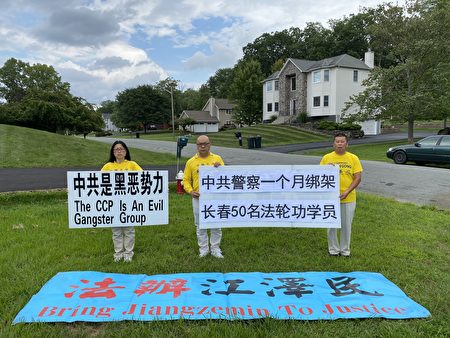 中共是黑恶势力
The CCP Is An Evil
Gangster Group
中共警察一个月绑架
长春50名法轮功学员
法辦江澤民
Bring Jiangzemin To Justice